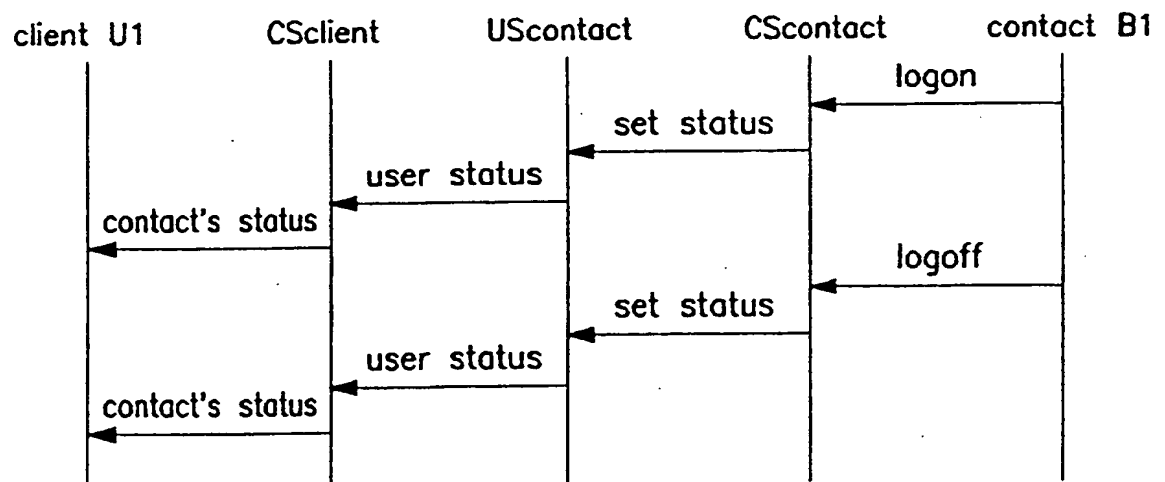 client U1 CSclient UScontact CScontact contact B1
logon
set status
user status
contact's status
logoff
set status
user status
contact's status